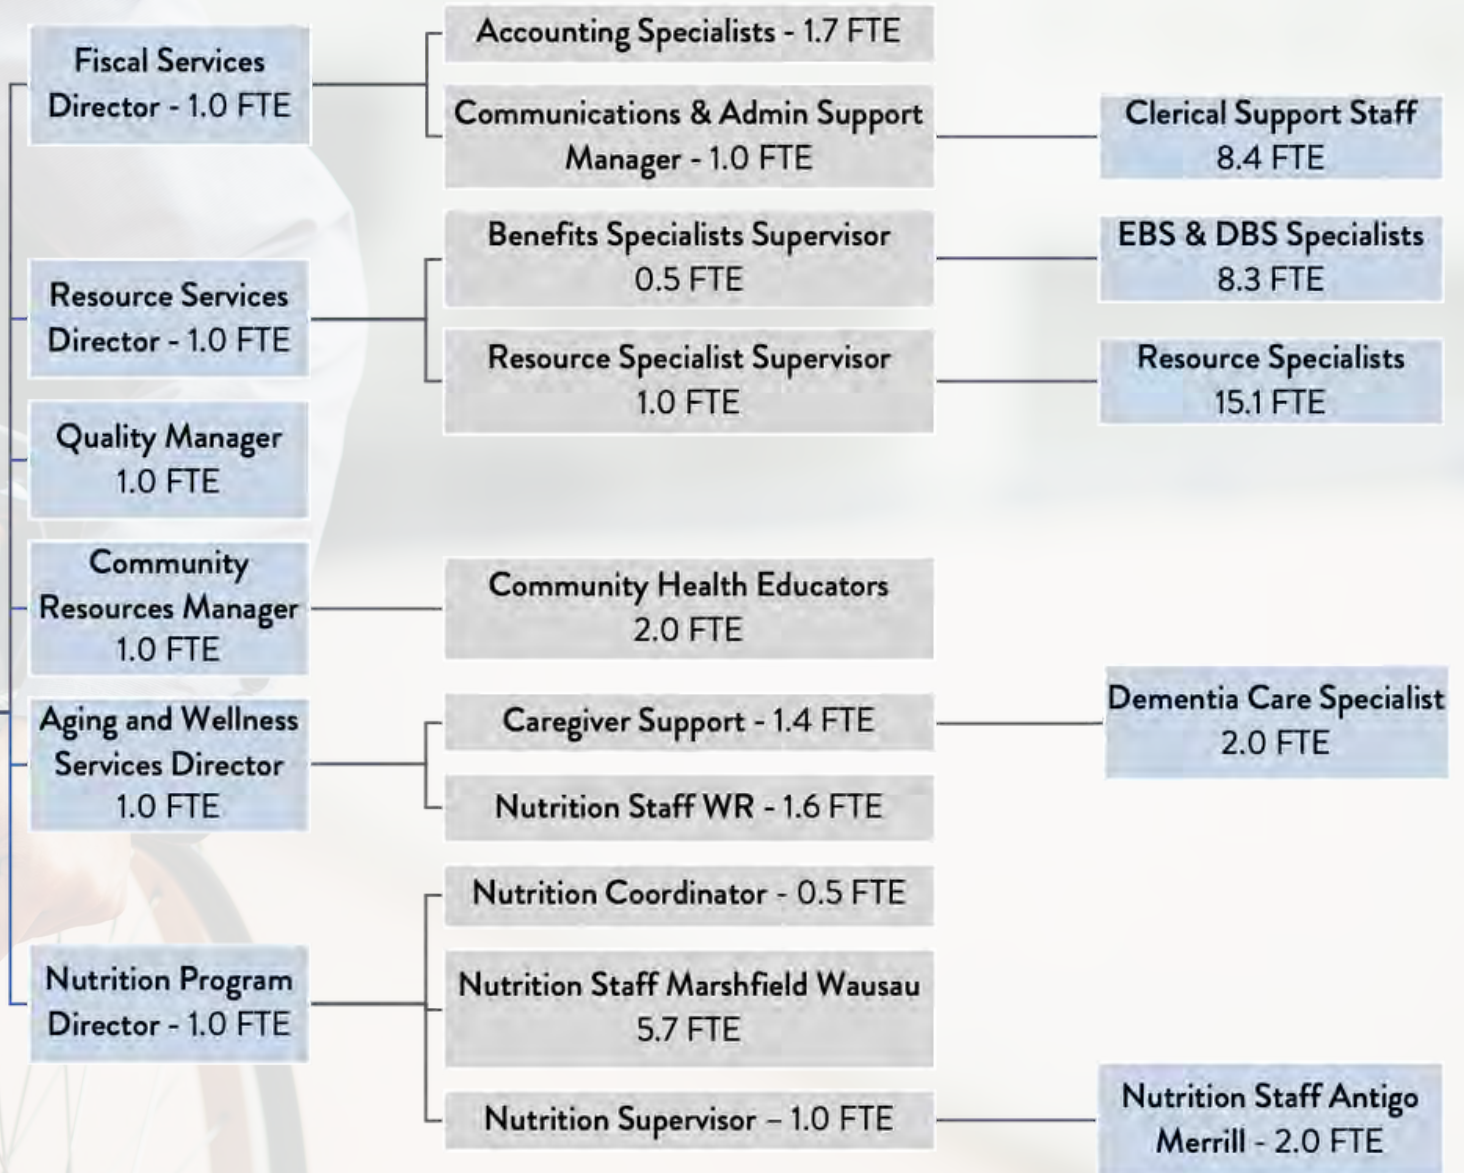 Fiscal Services
Director - 1.0 FTE
Accounting Specialists - 1.7 FTE
Communications & Admin Support
Manager - 1.0 FTE
Clerical Support Staff
8.4 FTE
Resource Services
Director - 1.0 FTE
Benefits Specialists Supervisor
0.5 FTE
EBS & DBS Specialists
8.3 FTE
Resource Specialist Supervisor
1.0 FTE
Resource Specialists
15.1 FTE
Quality Manager
1.0 FTE
Community
Resources Manager
1.0 FTE
Community Health Educators
2.0 FTE
Aging and Wellness
Services Director
1.0 FTE
Caregiver Support - 1.4 FTE
Dementia Care Specialist
2.0 FTE
Nutrition Staff WR - 1.6 FTE
Nutrition Program
Director - 1.0 FTE
Nutrition Coordinator - 0.5 FTE
Nutrition Staff Marshfield Wausau
5.7 FTE
Nutrition Supervisor – 1.0 FTE
Nutrition Staff Antigo
Merrill - 2.0 FTE